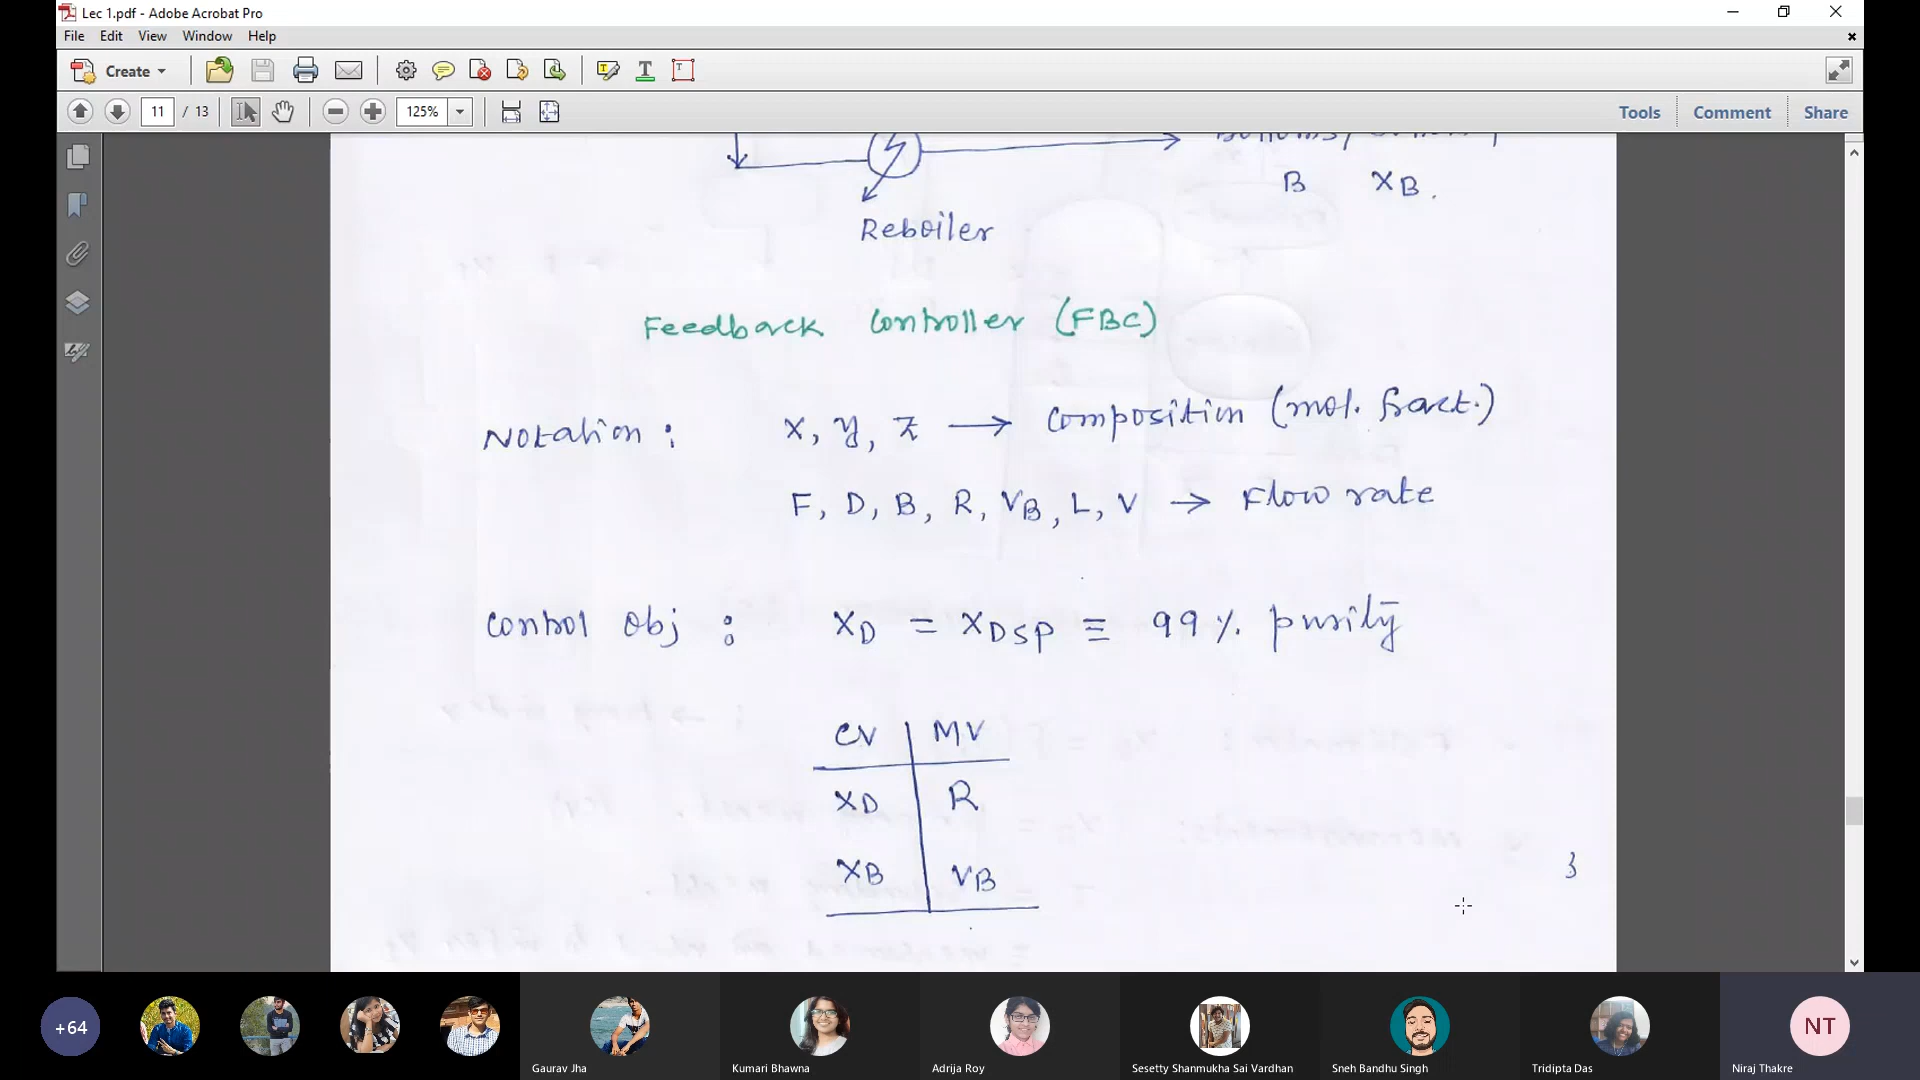 Lec 1.pdf - Adobe Acrobat Pro
File Edit View Window Help
Create
11 / 13 125% Tools Comment Share
B XB.
Reboiler
Feedback Controller (FBC)
Notation : x, y, z → Composition (mol. fract.)
F, D, B, R, VB, L, V → Flow rate
Control Obj : xD = xDSP ≡ 99 %. purity
CV | MV
xD | R
xB | VB
3
+64
Gaurav Jha
Kumari Bhawna
Adrija Roy
Sesetty Shanmukha Sai Vardhan
Sneh Bandhu Singh
Tridipta Das
NT
Niraj Thakre